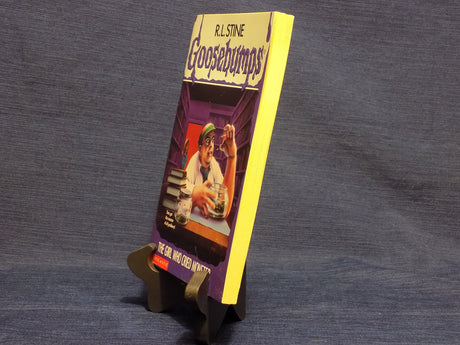 R.L. STINE
Goosebumps
THE GIRL WHO CRIED MONSTER